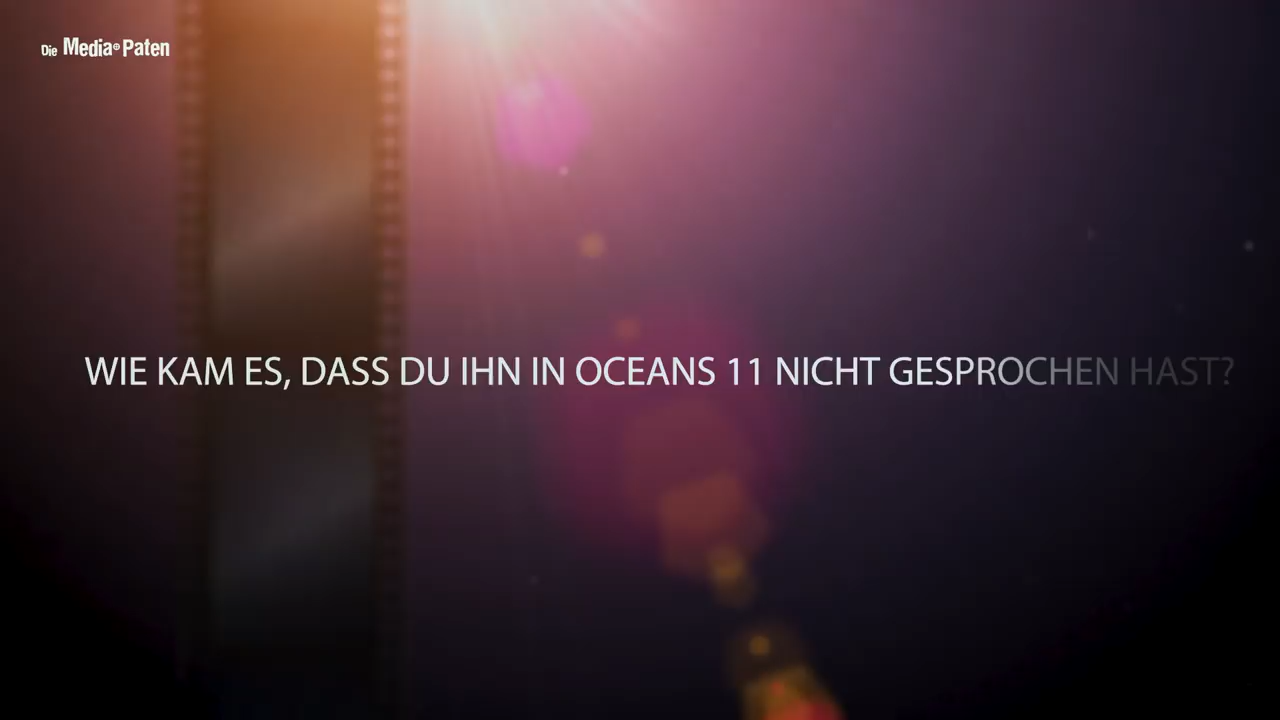 Die Media Paten
WIE KAM ES, DASS DU IHN IN OCEANS 11 NICHT GESPROCHEN HAST?